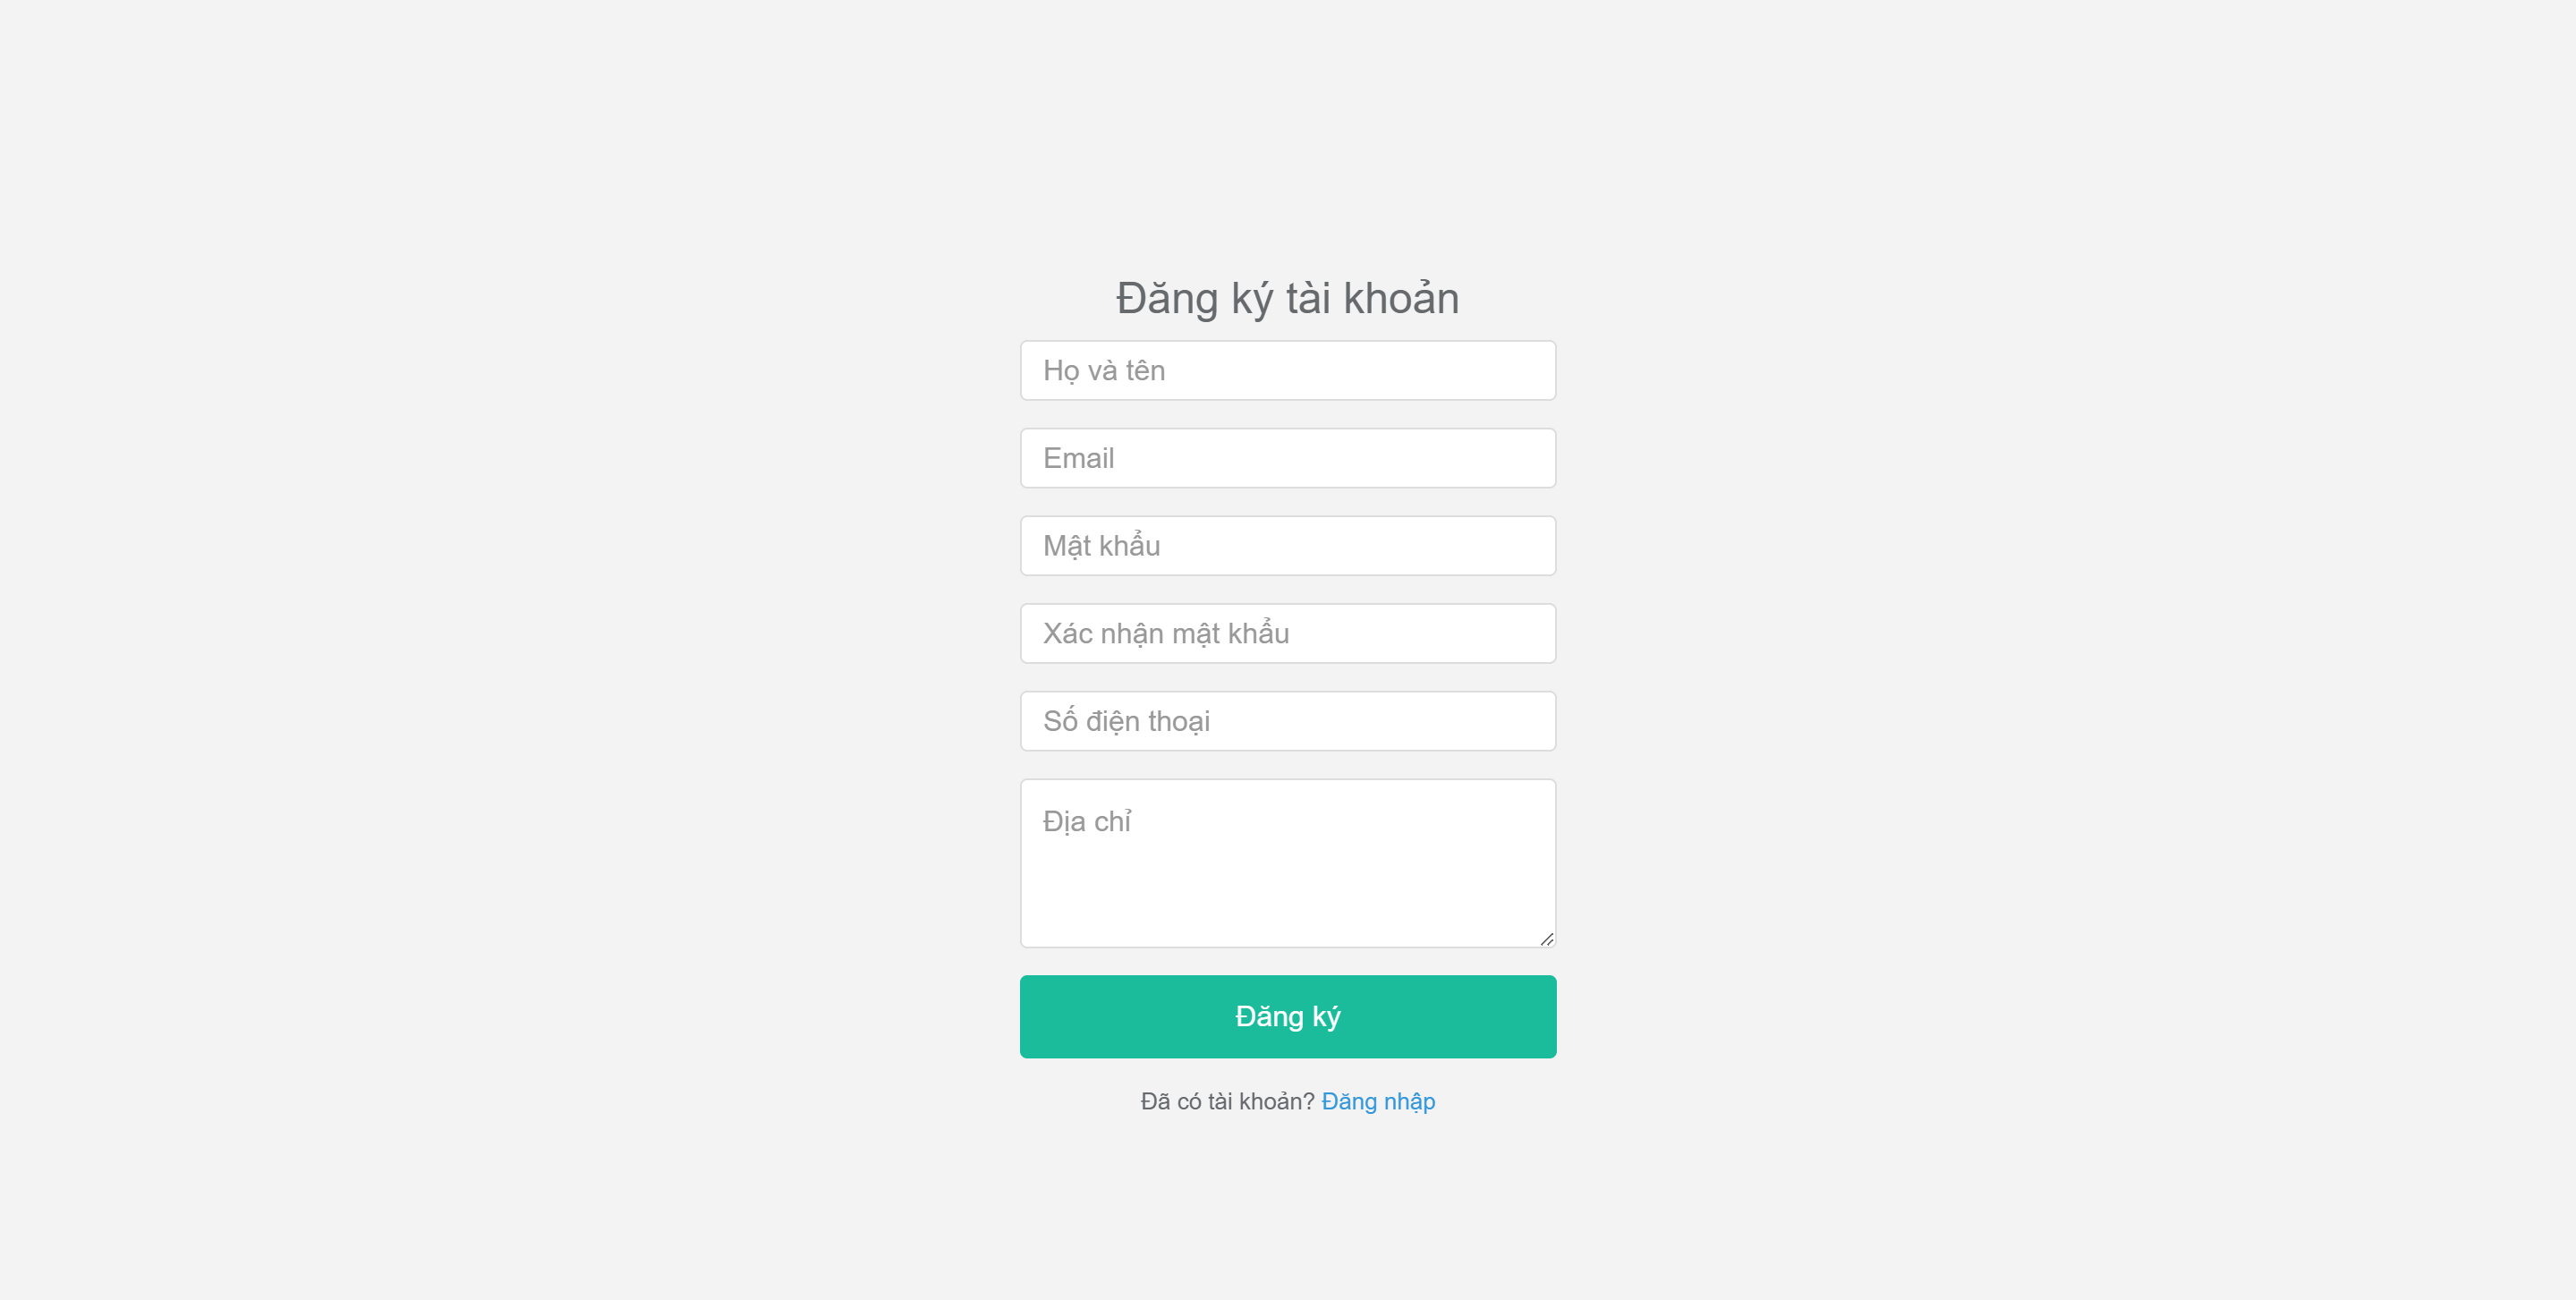 Đăng ký tài khoản
Họ và tên
Email
Mật khẩu
Xác nhận mật khẩu
Số điện thoại
Địa chỉ
Đăng ký
Đã có tài khoản? Đăng nhập